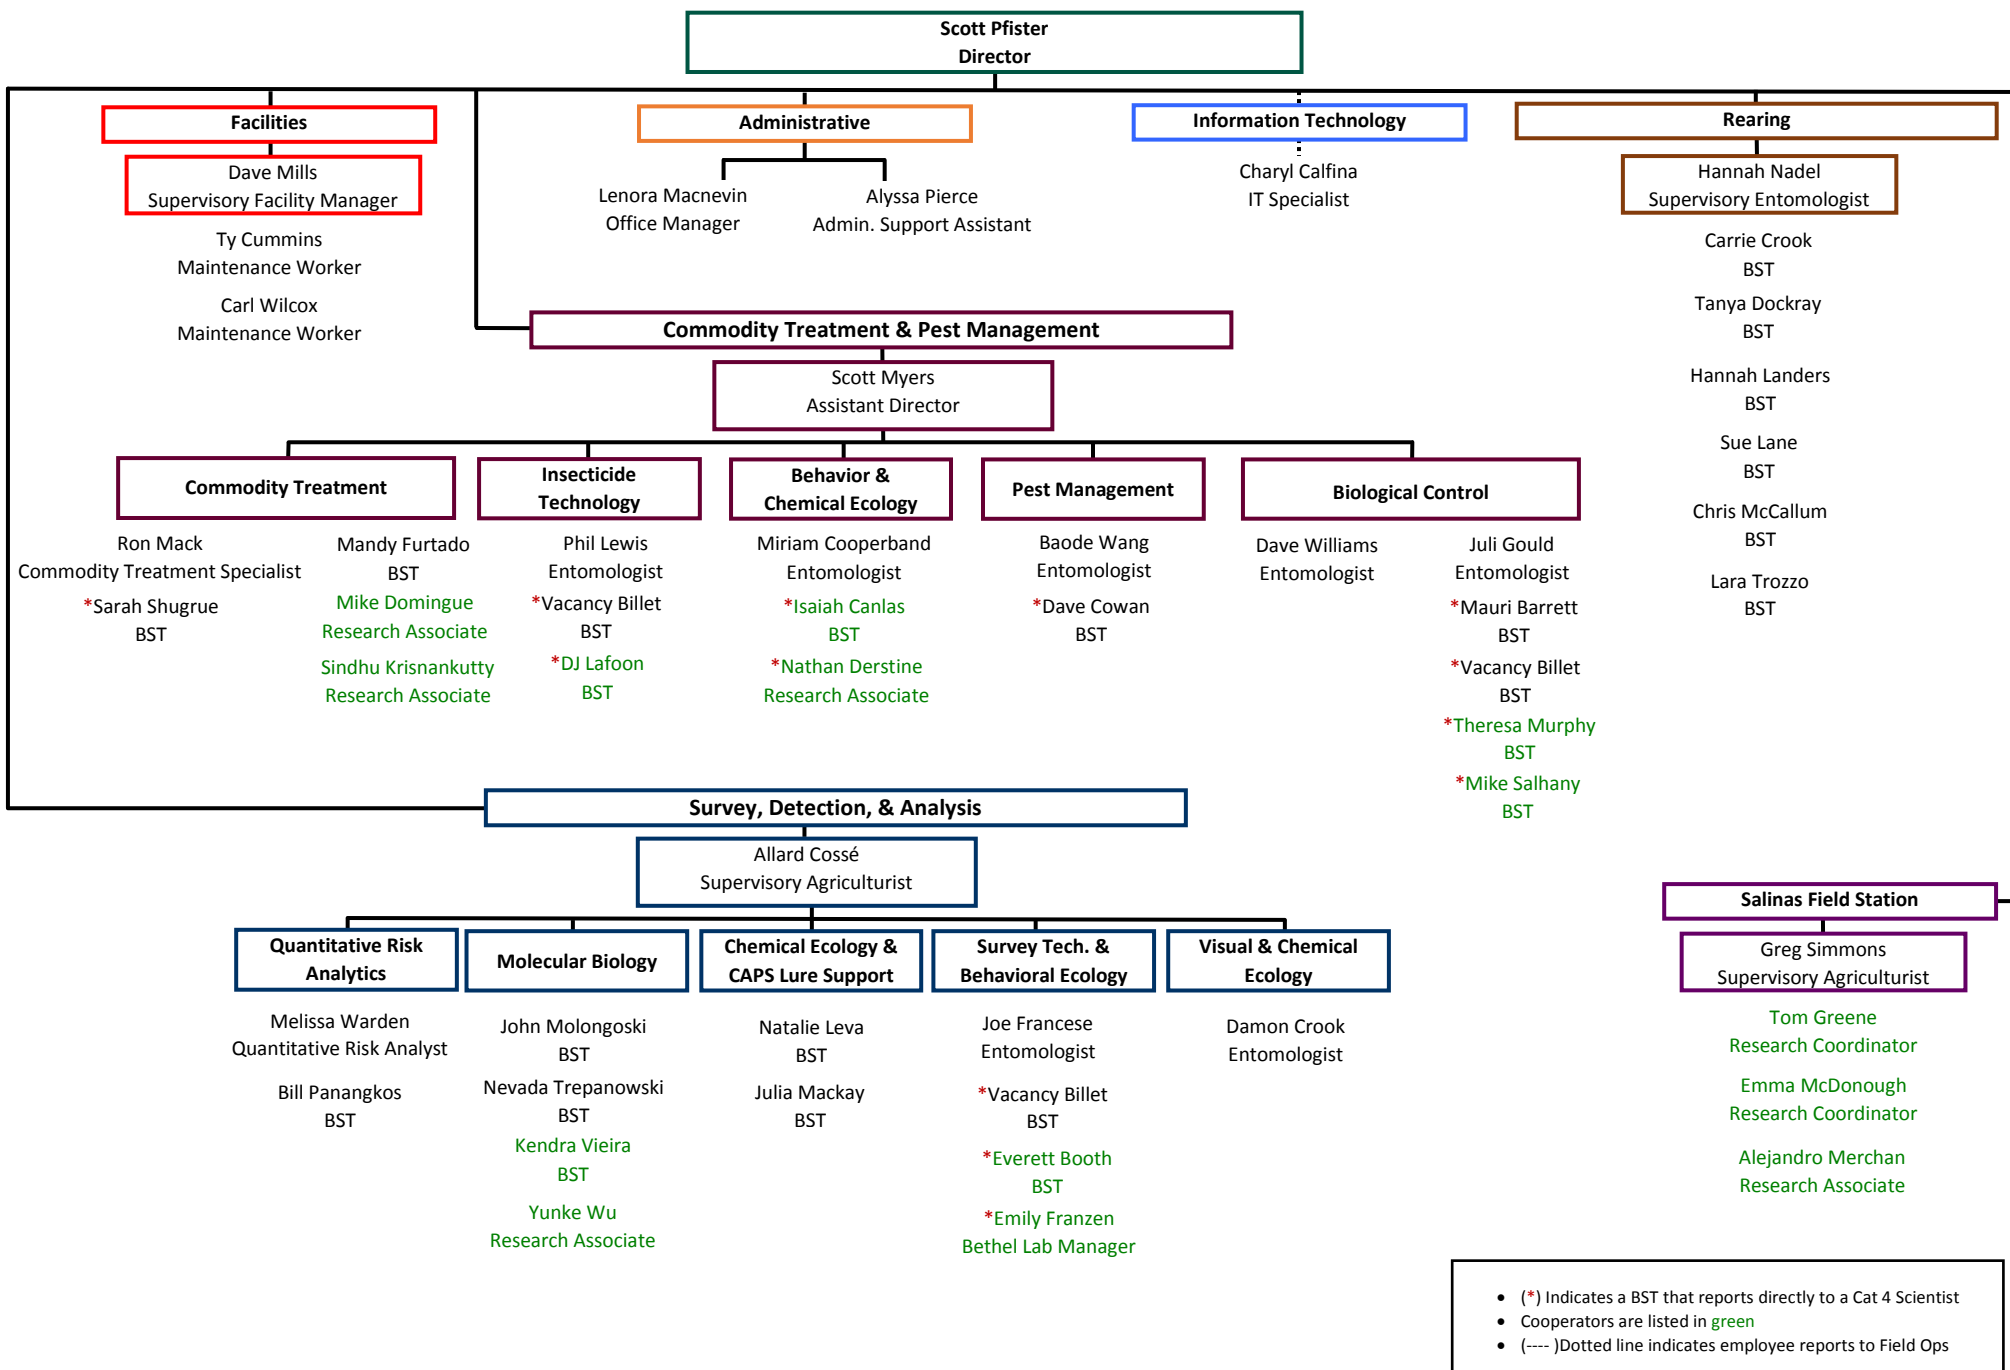 Scott Pfister
Director
Facilities
Dave Mills
Supervisory Facility Manager
Ty Cummins
Maintenance Worker
Carl Wilcox
Maintenance Worker
Administrative
Lenora Macnevin
Office Manager
Alyssa Pierce
Admin. Support Assistant
Information Technology
Charyl Calfina
IT Specialist
Rearing
Hannah Nadel
Supervisory Entomologist
Carrie Crook
BST
Tanya Dockray
BST
Hannah Landers
BST
Sue Lane
BST
Chris McCallum
BST
Lara Trozzo
BST
Commodity Treatment & Pest Management
Scott Myers
Assistant Director
Commodity Treatment
Ron Mack
Commodity Treatment Specialist
*Sarah Shugrue
BST
Mandy Furtado
BST
Mike Domingue
Research Associate
Sindhu Krisnankutty
Research Associate
Insecticide
Technology
Phil Lewis
Entomologist
*Vacancy Billet
BST
*DJ Lafoon
BST
Behavior &
Chemical Ecology
Miriam Cooperband
Entomologist
*Isaiah Canlas
BST
*Nathan Derstine
Research Associate
Pest Management
Baode Wang
Entomologist
*Dave Cowan
BST
Biological Control
Dave Williams
Entomologist
Juli Gould
Entomologist
*Mauri Barrett
BST
*Vacancy Billet
BST
*Theresa Murphy
BST
*Mike Salhany
BST
Survey, Detection, & Analysis
Allard Cossé
Supervisory Agriculturist
Quantitative Risk
Analytics
Melissa Warden
Quantitative Risk Analyst
Bill Panangkos
BST
Molecular Biology
John Molongoski
BST
Nevada Trepanowski
BST
Kendra Vieira
BST
Yunke Wu
Research Associate
Chemical Ecology &
CAPS Lure Support
Natalie Leva
BST
Julia Mackay
BST
Survey Tech. &
Behavioral Ecology
Joe Francese
Entomologist
*Vacancy Billet
BST
*Everett Booth
BST
*Emily Franzen
Bethel Lab Manager
Visual & Chemical
Ecology
Damon Crook
Entomologist
Salinas Field Station
Greg Simmons
Supervisory Agriculturist
Tom Greene
Research Coordinator
Emma McDonough
Research Coordinator
Alejandro Merchan
Research Associate
• (*) Indicates a BST that reports directly to a Cat 4 Scientist
• Cooperators are listed in green
• (---- )Dotted line indicates employee reports to Field Ops